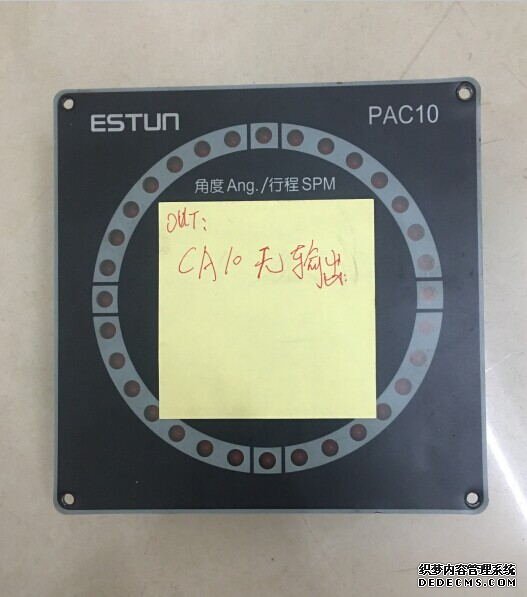 ESTUN
PAC10
角度 Ang./行程 SPM
OUT:
CA10 无输出
织梦内容管理系统
DEDECMS.COM